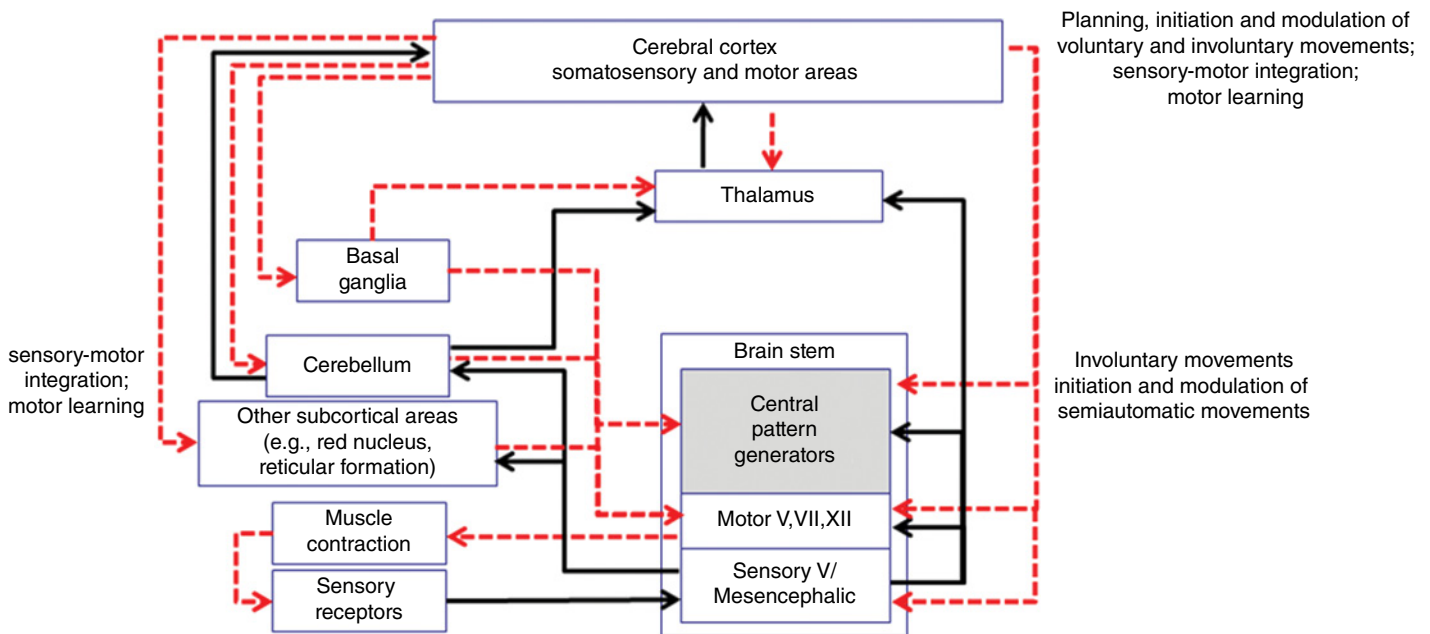 Cerebral cortex
somatosensory and motor areas
Planning, initiation and modulation of
voluntary and involuntary movements;
sensory-motor integration;
motor learning
Thalamus
Basal
ganglia
sensory-motor
integration;
motor learning
Cerebellum
Brain stem
Involuntary movements
initiation and modulation of
semiautomatic movements
Central
pattern
generators
Other subcortical areas
(e.g., red nucleus,
reticular formation)
Muscle
contraction
Motor V,VII,XII
Sensory
receptors
Sensory V/
Mesencephalic